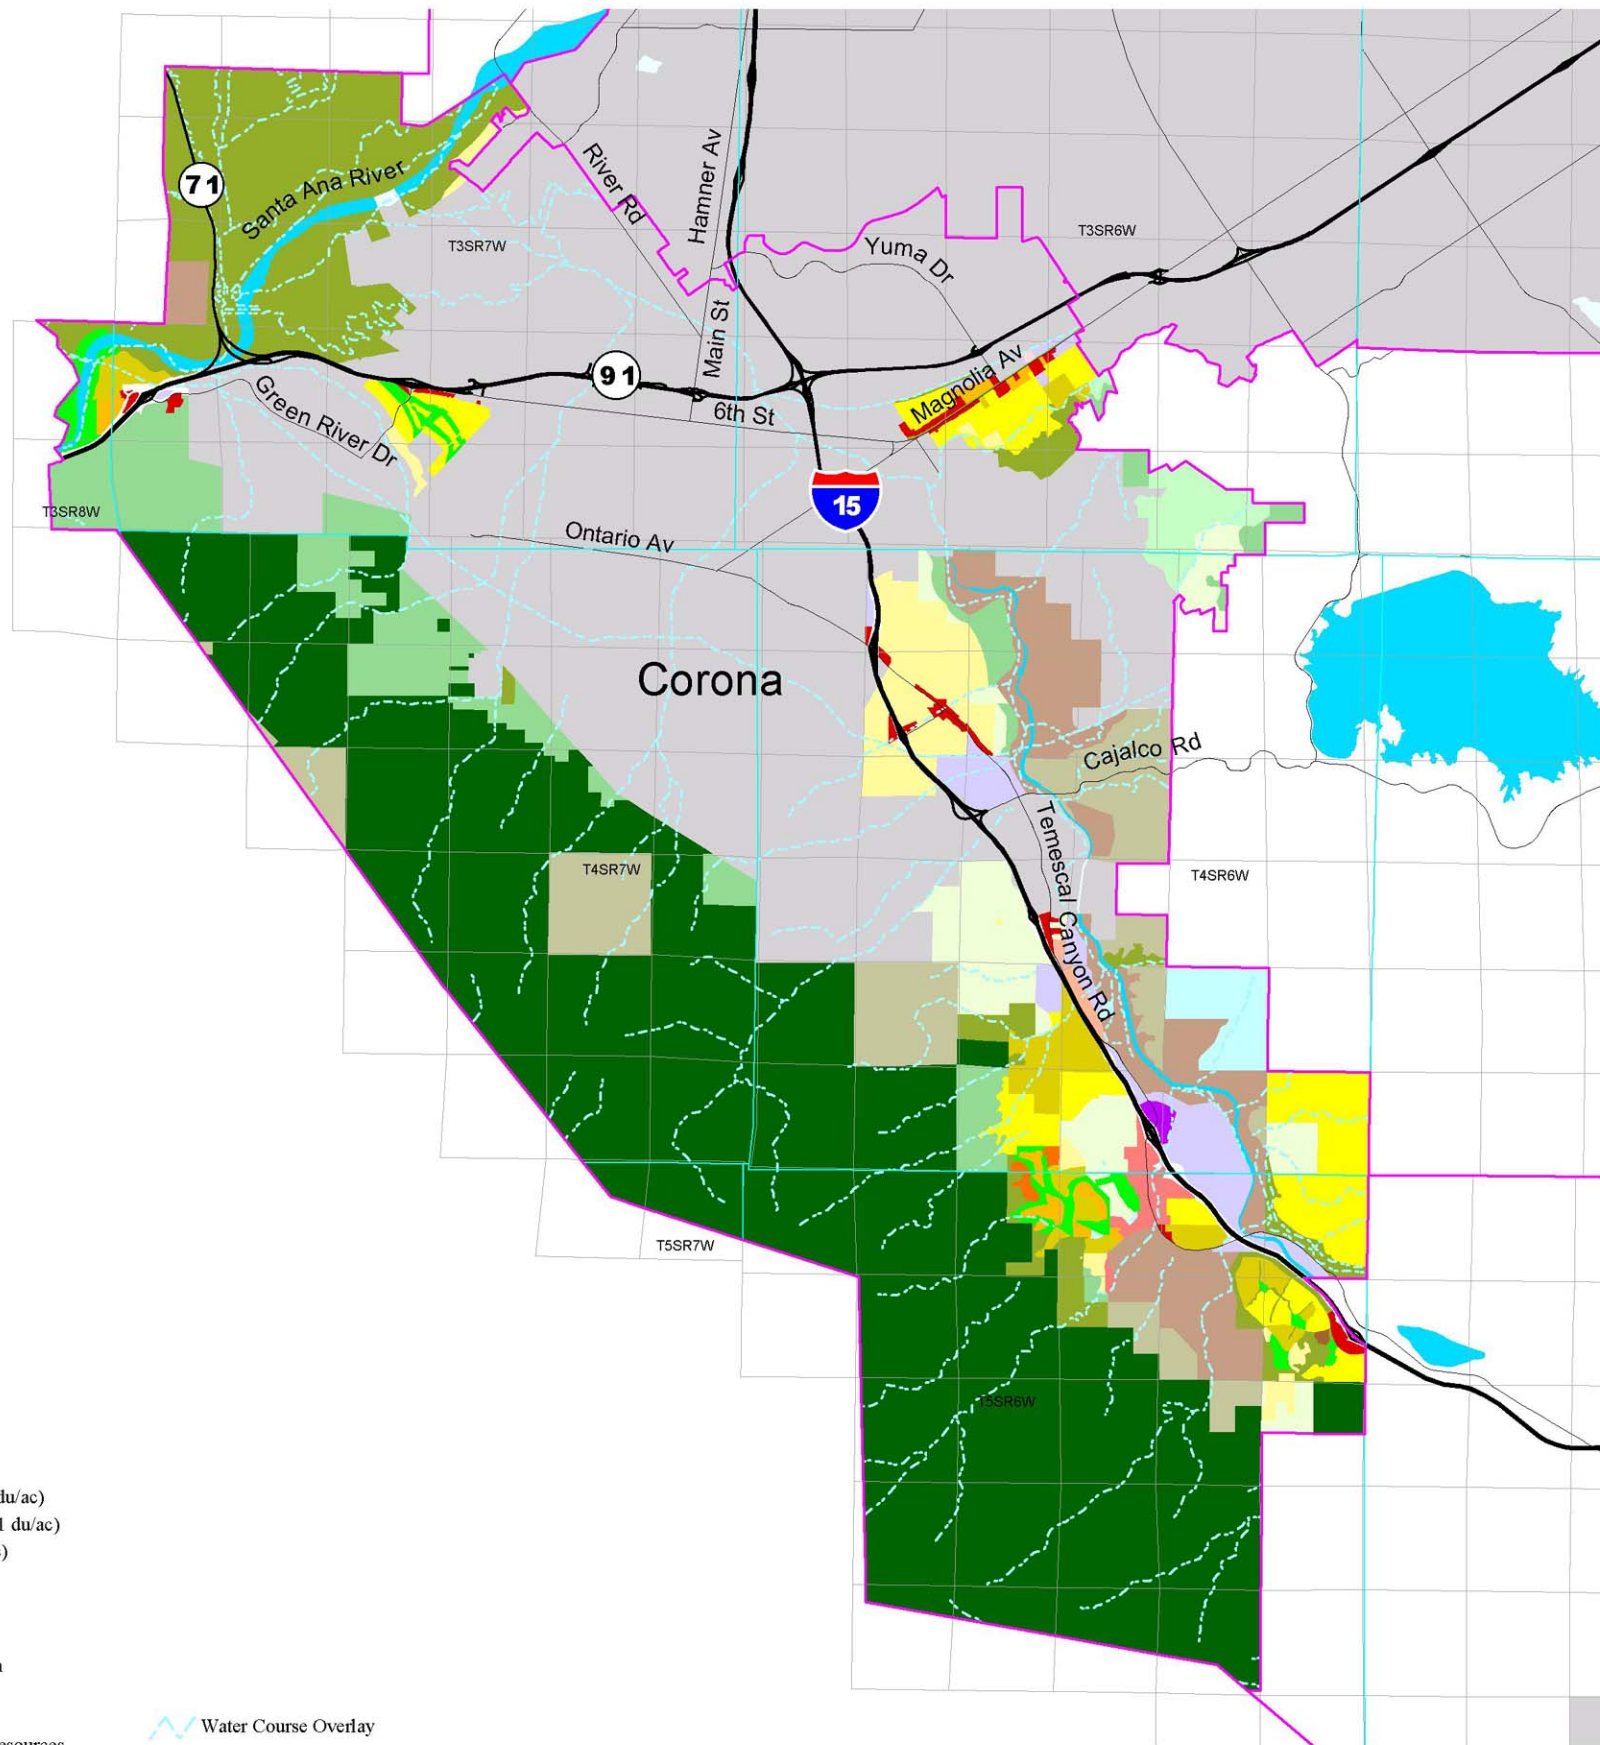 71
Santa Ana River
River Rd
Hamner Av
T3SR7W
T3SR6W
Yuma Dr
Main St
Magnolia Av
91
6th St
Green River Dr
15
T3SR8W
Ontario Av
Corona
Cajalco Rd
Temescal Canyon Rd
T4SR7W
T4SR6W
T5SR7W
T5SR6W
du/ac)
1 du/ac)
Water Course Overlay